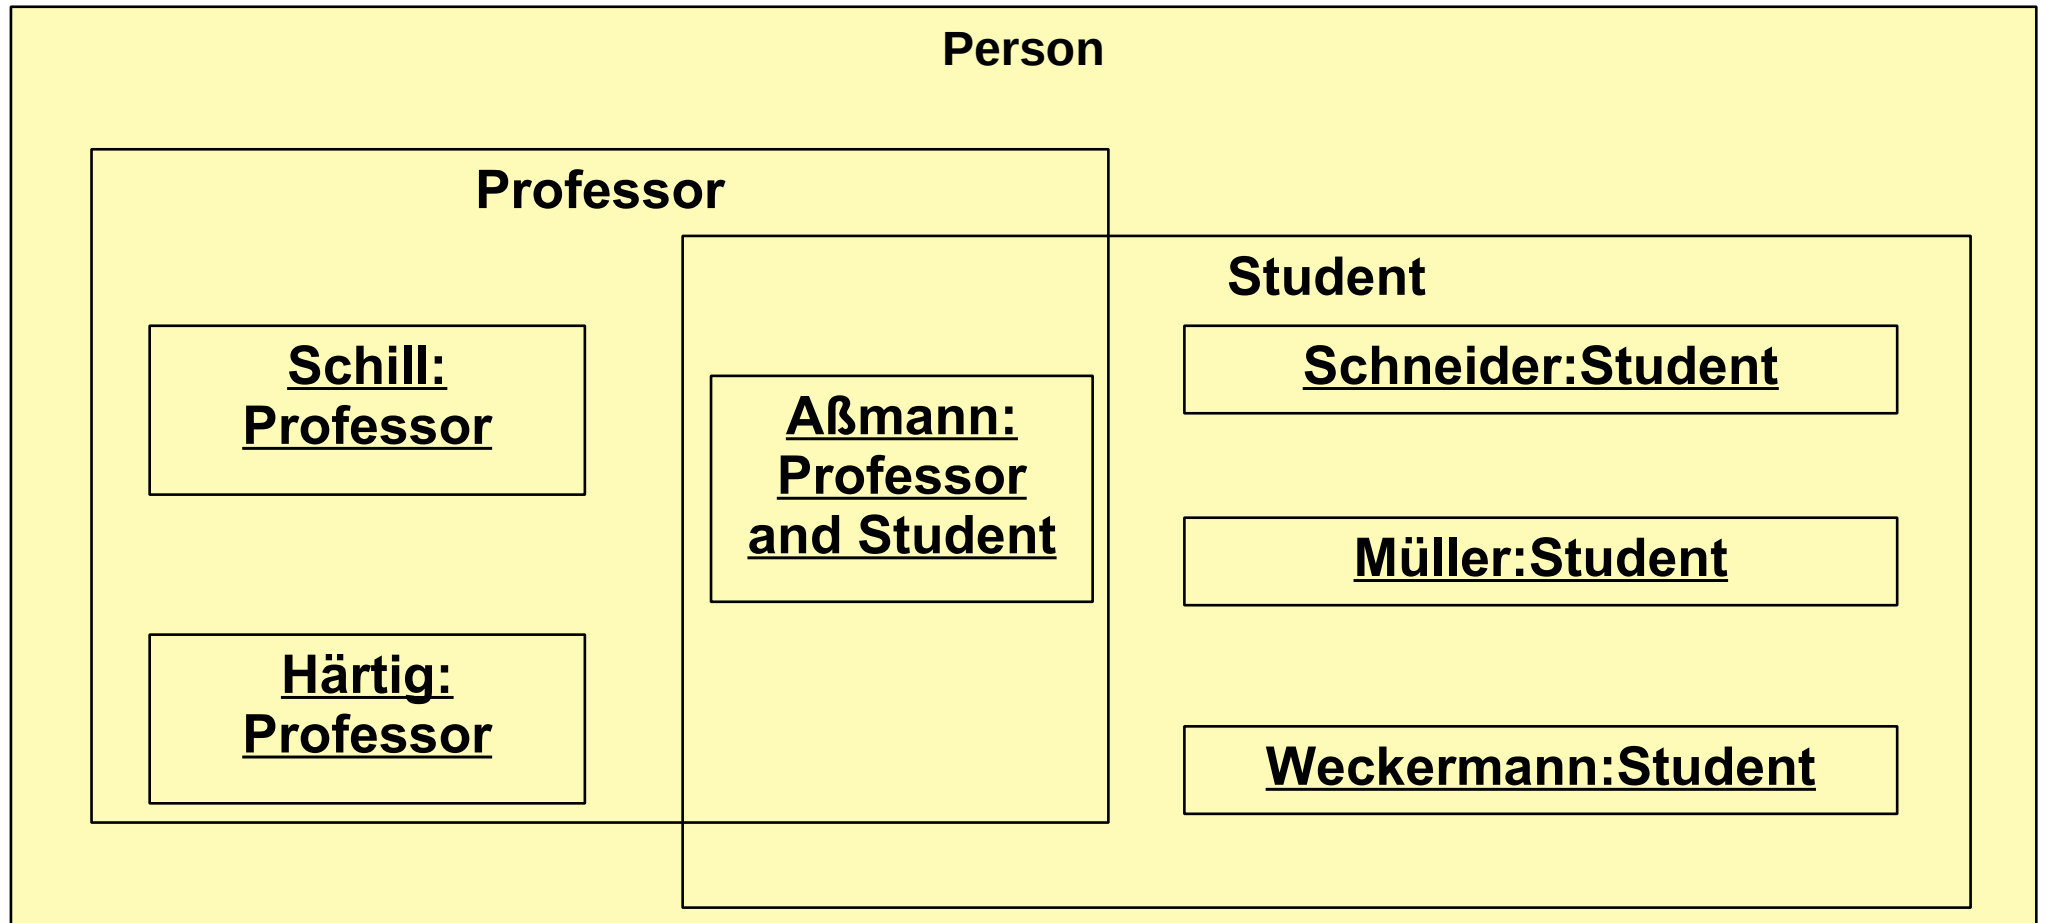 Person
Professor
Student
Schill:
Professor
Aßmann:
Professor
and Student
Härtig:
Professor
Schneider:Student
Müller:Student
Weckermann:Student